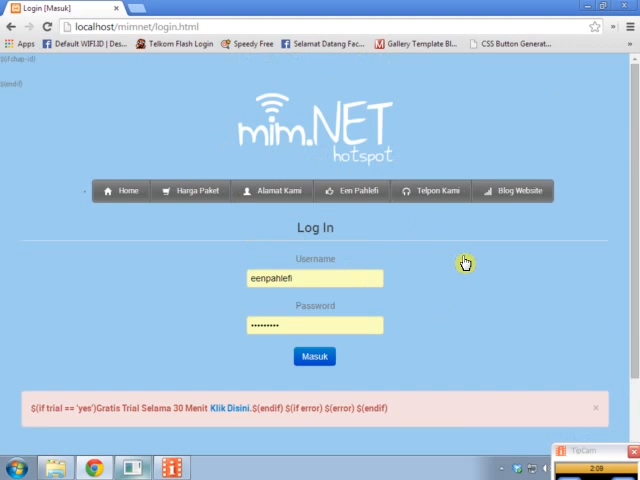 Login [Masuk]
localhost/mimnet/login.html
Apps Default WIFI.ID | Des... Telkom Flash Login Speedy Free Selamat Datang Fac... Gallery Template Bl... CSS Button Generat... »
$(if chap-id)
$(endif)
mim.NET
hotspot
Home Harga Paket Alamat Kami Een Pahlefi Telpon Kami Blog Website
Log In
Username
eenpahlefi
Password
•••••••••
Masuk
$(if trial == 'yes')Gratis Trial Selama 30 Menit Klik Disini.$(endif) $(if error) $(error) $(endif) ×
TipCam
2:09